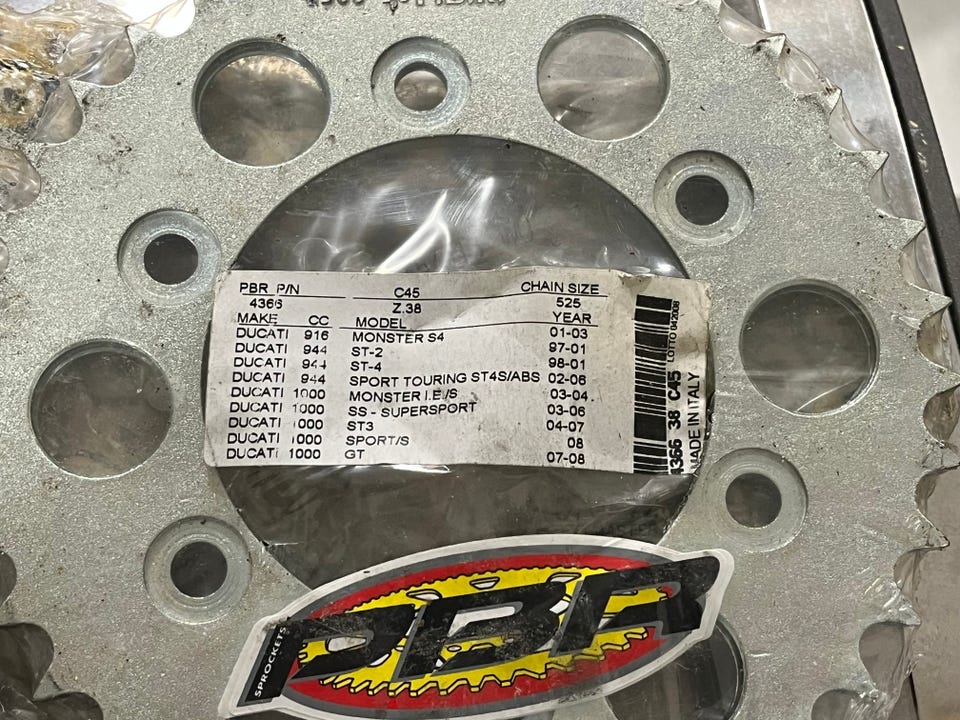 PBR P/N C45 CHAIN SIZE
4366 Z.38 525
MAKE CC MODEL YEAR
DUCATI 916 MONSTER S4 01-03
DUCATI 944 ST-2 97-01
DUCATI 944 ST-4 98-01
DUCATI 944 SPORT TOURING ST4S/ABS 02-06
DUCATI 1000 MONSTER I.E./S 03-04
DUCATI 1000 SS - SUPERSPORT 03-06
DUCATI 1000 ST3 04-07
DUCATI 1000 SPORT/S 08
DUCATI 1000 GT 07-08
LOTTO 04/2008
4366 38 C45
MADE IN ITALY
PBR
SPROCKETS